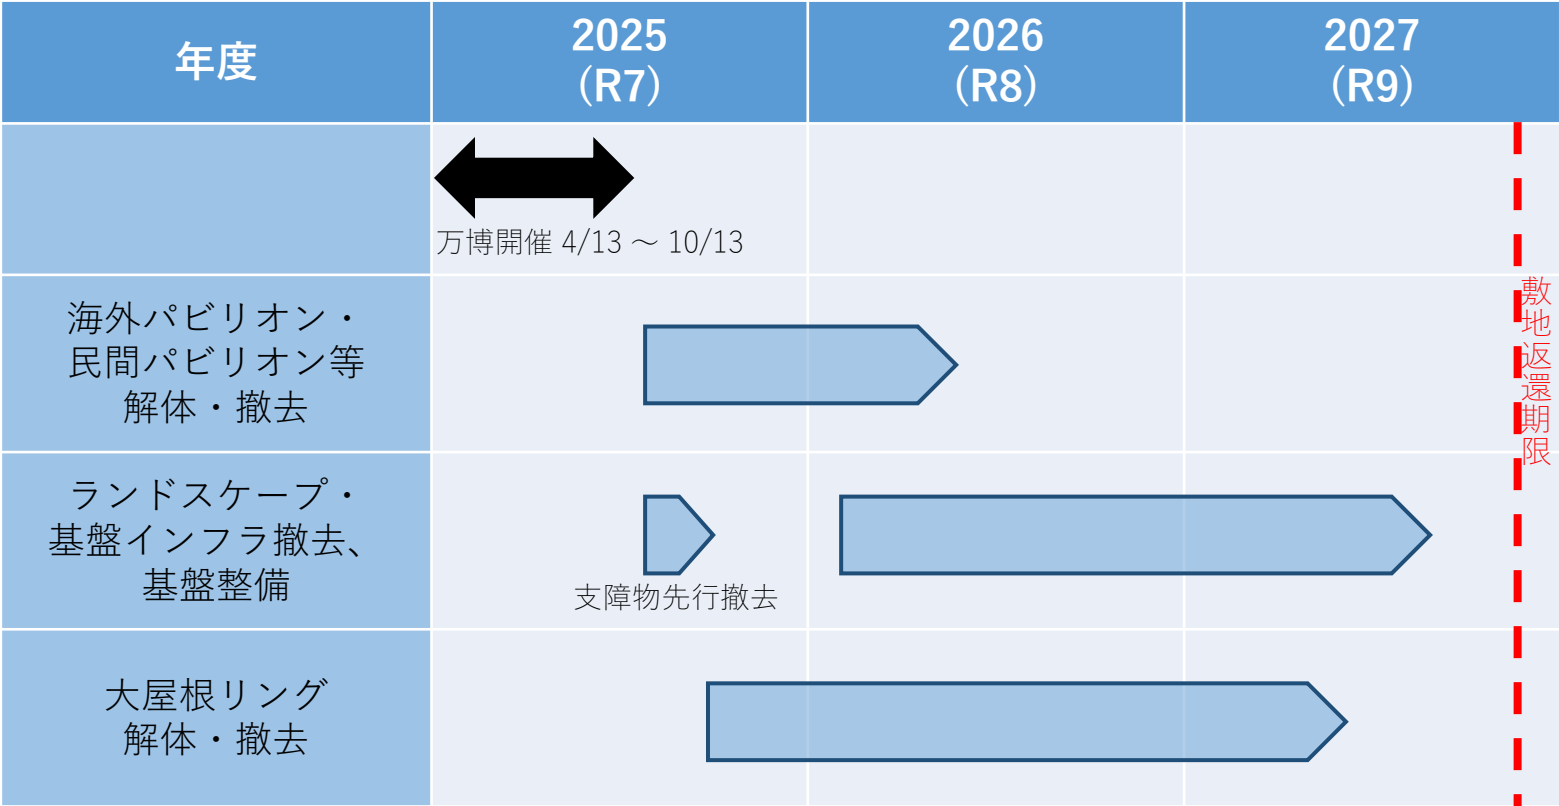 年度
2025
(R7)
2026
(R8)
2027
(R9)
万博開催 4/13 ～ 10/13
海外パビリオン・
民間パビリオン等
解体・撤去
ランドスケープ・
基盤インフラ撤去、
基盤整備
支障物先行撤去
大屋根リング
解体・撤去
敷地返還期限